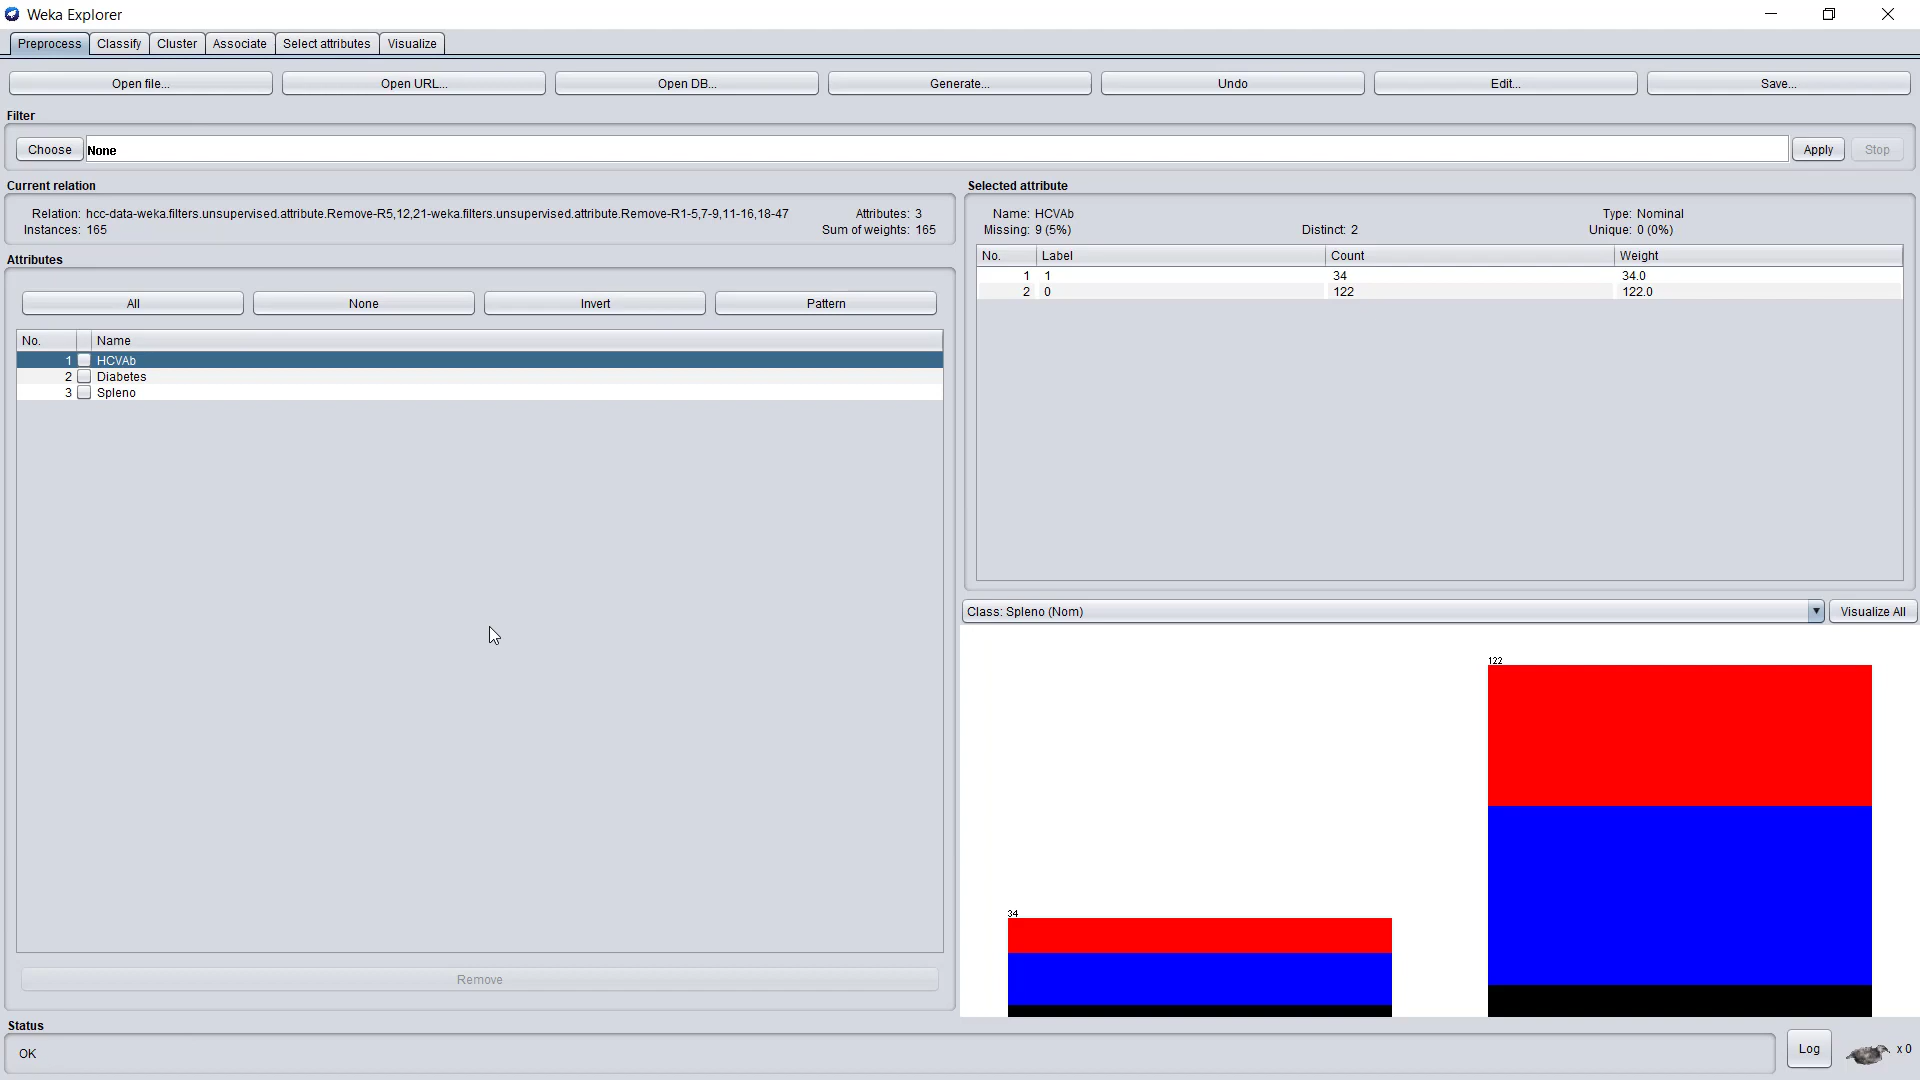 Weka Explorer
Preprocess Classify Cluster Associate Select attributes Visualize
Open file... Open URL... Open DB... Generate... Undo Edit... Save...
Filter
Choose None Apply Stop
Current relation
Relation: hcc-data-weka.filters.unsupervised.attribute.Remove-R5,12,21-weka.filters.unsupervised.attribute.Remove-R1-5,7-9,11-16,18-47 Attributes: 3
Instances: 165 Sum of weights: 165
Attributes
All None Invert Pattern
No. Name
1 HCVAb
2 Diabetes
3 Spleno
Remove
Selected attribute
Name: HCVAb Type: Nominal
Missing: 9 (5%) Distinct: 2 Unique: 0 (0%)
No. Label Count Weight
1 1 34 34.0
2 0 122 122.0
Class: Spleno (Nom) Visualize All
122
34
Status
OK
Log x 0